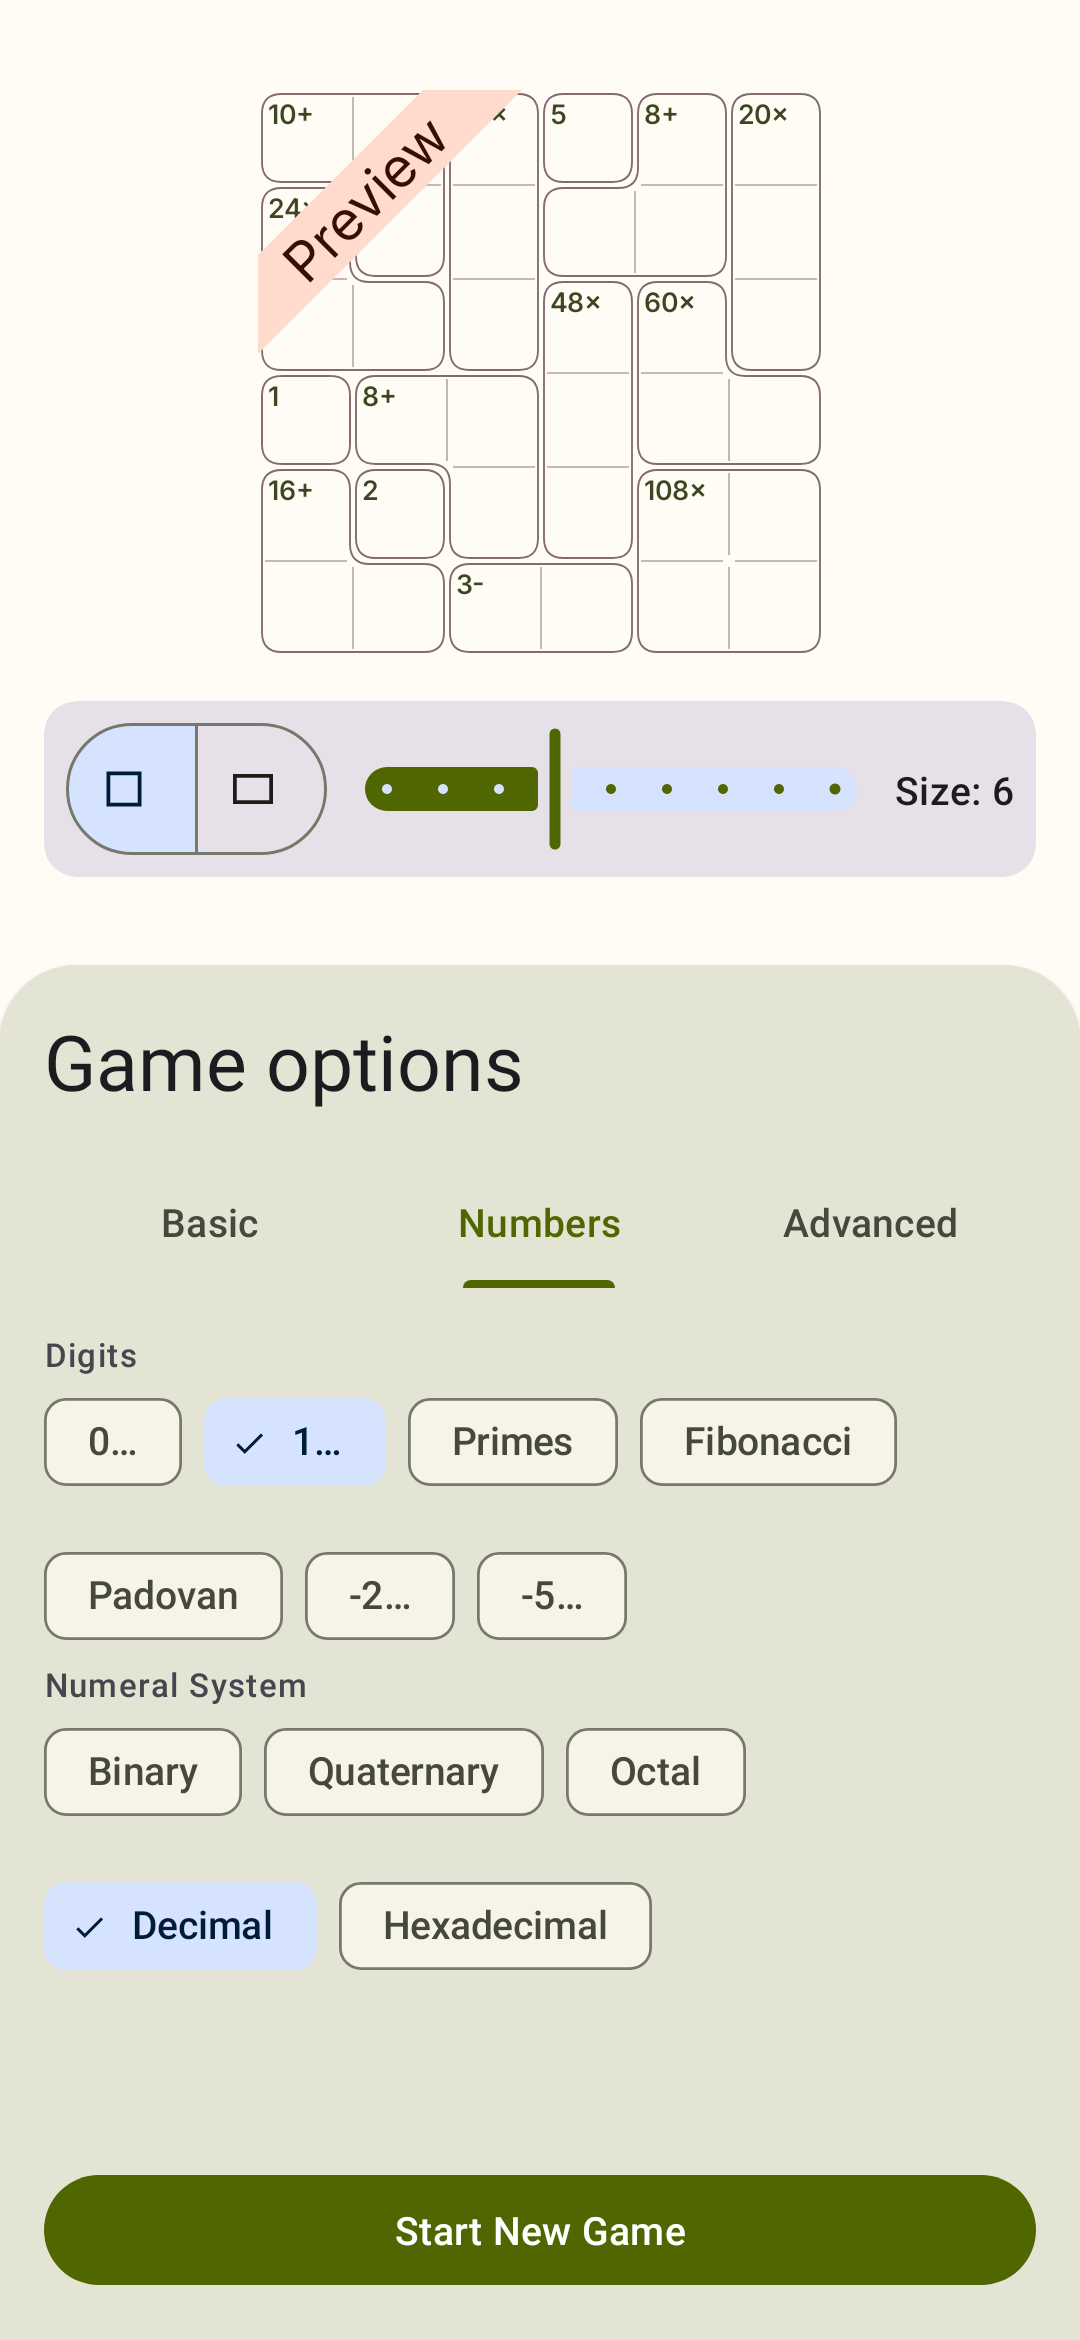 10+ × 5 8+ 20×
Preview
24×
48× 60×
1 8+
16+ 2 108×
3-
Size: 6
Game options
Basic Numbers Advanced
Digits
0… 1… Primes Fibonacci
Padovan -2… -5…
Numeral System
Binary Quaternary Octal
Decimal Hexadecimal
Start New Game